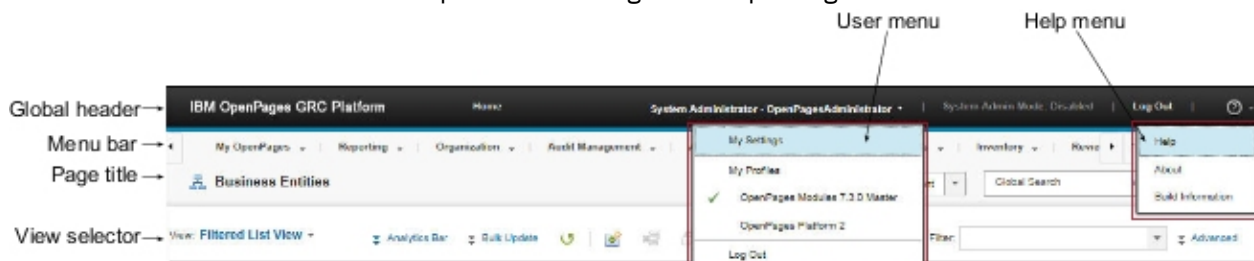 User menu Help menu
Global header
IBM OpenPages GRC Platform Home System Administrator - OpenPagesAdministrator System Admin Mode: Disabled | Log Out |
Menu bar
My OpenPages | Reporting | Organization | Audit Management | Inventory
My Settings
Help
Page title
Business Entities
My Profiles
Global Search
About
OpenPages Modules 7.3.0 Master
Build Information
OpenPages Platform 2
View selector
View: Filtered List View
Analytics Bar
Bulk Update
Filter:
Advanced
Log Out